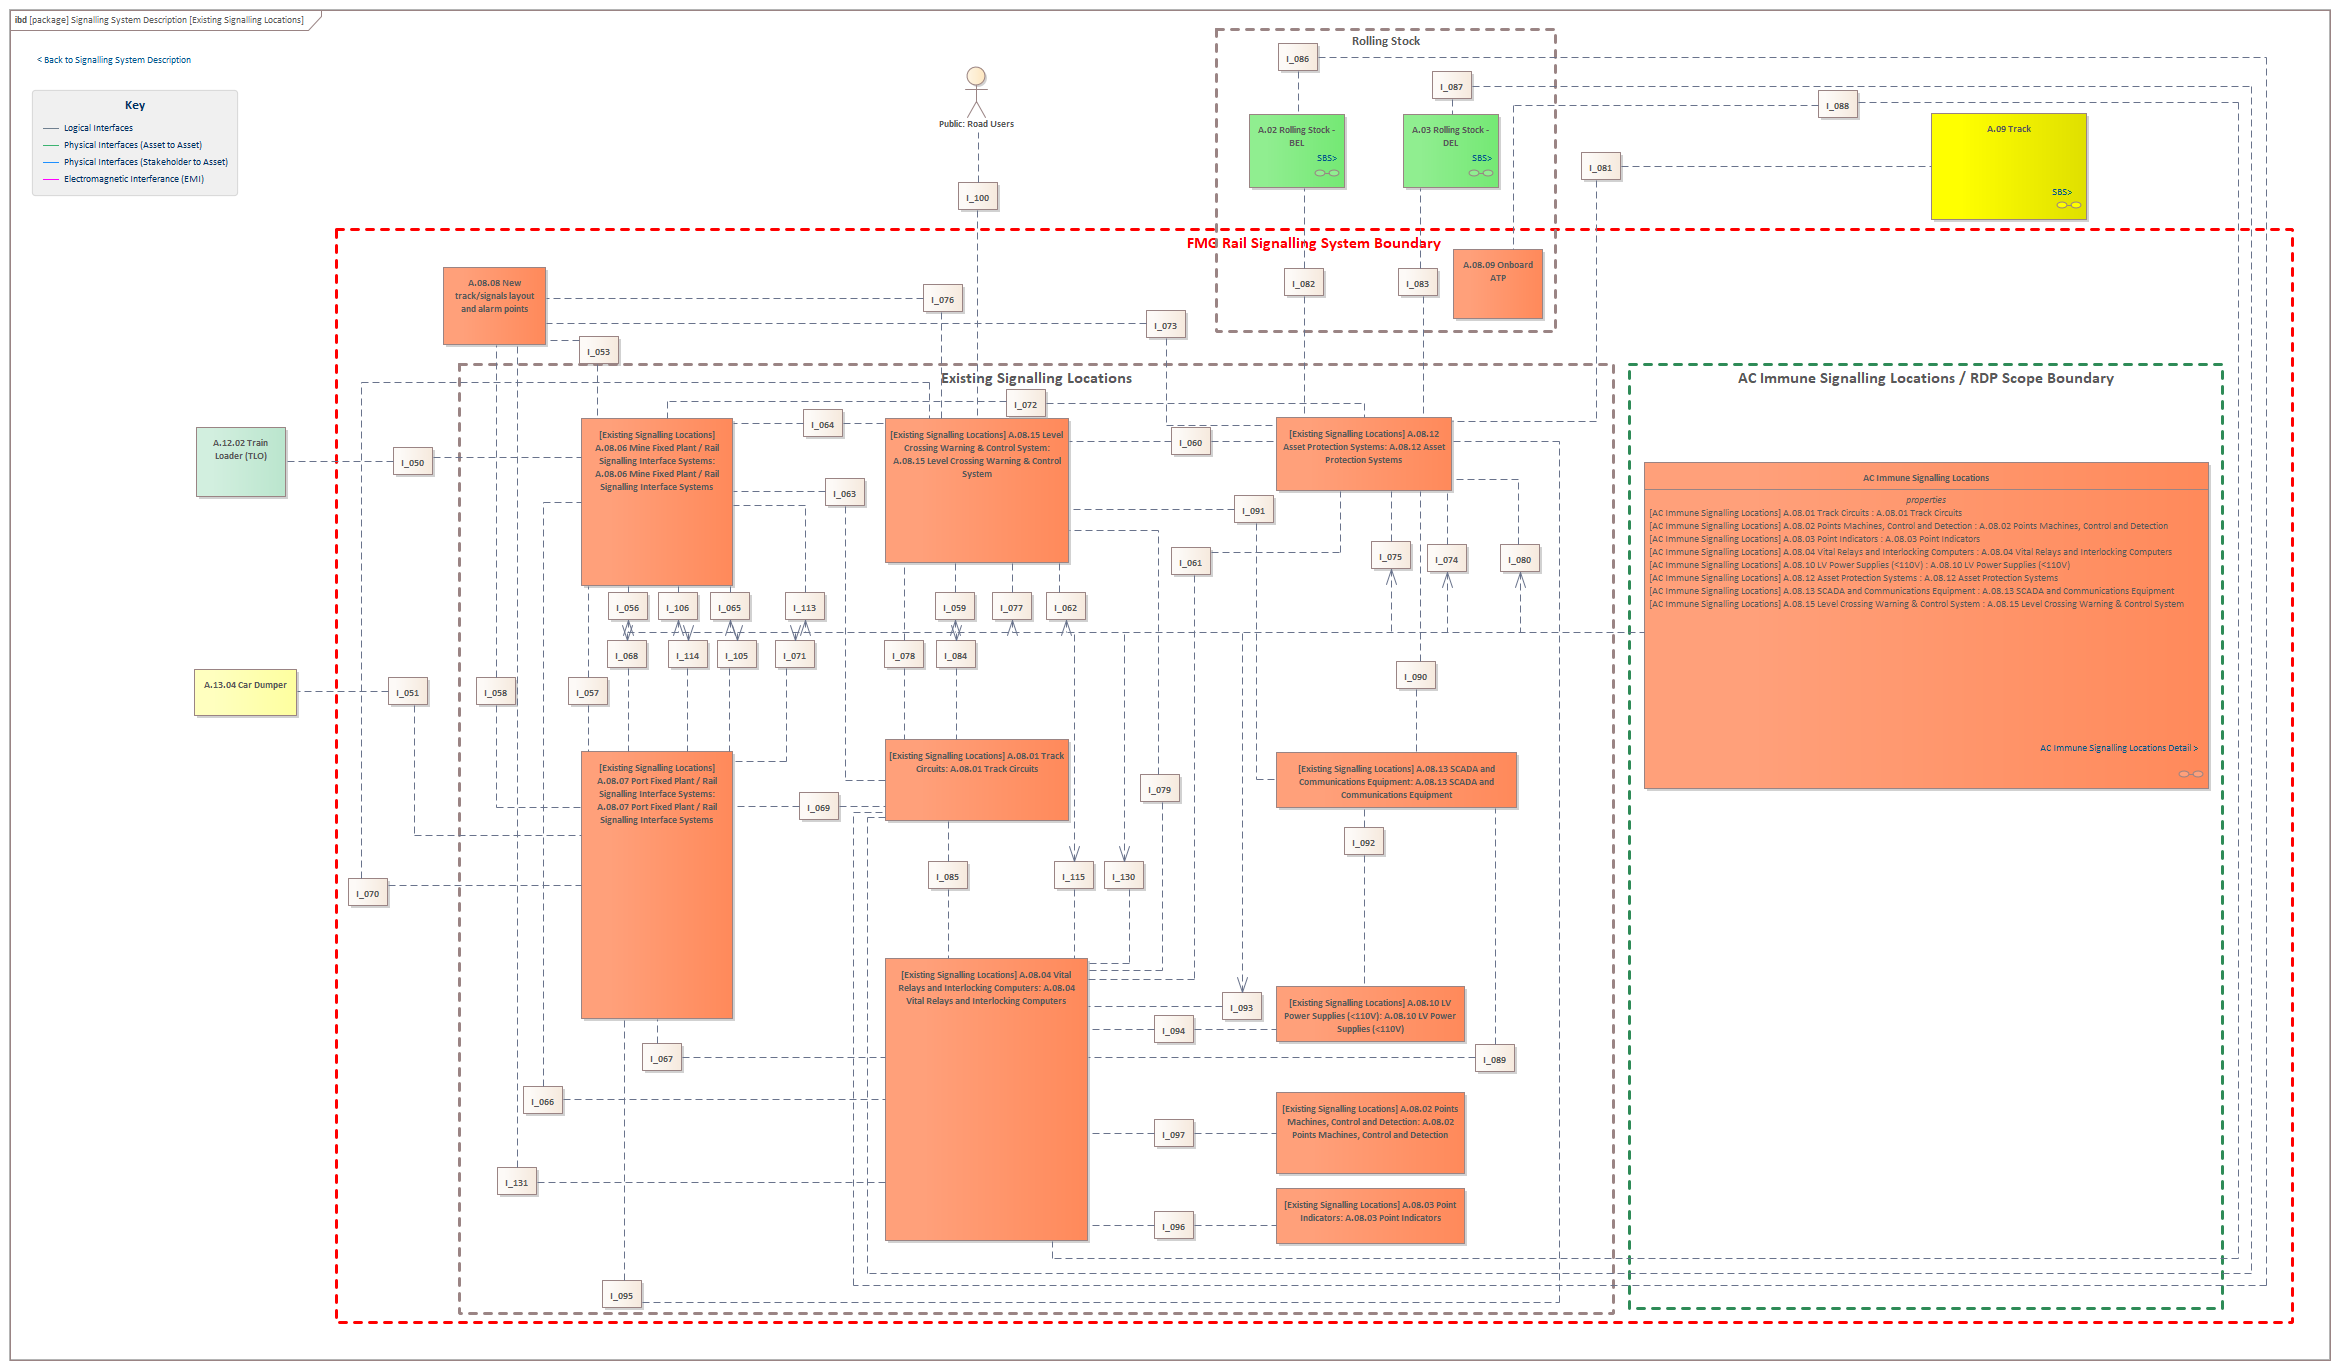 ibd [package] Signalling System Description [Existing Signalling Locations]
< Back to Signalling System Description
Key
Logical Interfaces
Physical Interfaces (Asset to Asset)
Physical Interfaces (Stakeholder to Asset)
Electromagnetic Interferance (EMI)
Public: Road Users
I_100
Rolling Stock
I_086
I_087
I_088
A.02 Rolling Stock -
BEL
SBS>
A.03 Rolling Stock -
DEL
SBS>
I_081
A.09 Track
SBS>
FMG Rail Signalling System Boundary
A.08.08 New
track/signals layout
and alarm points
I_076
I_073
I_053
I_082
I_083
A.08.09 Onboard
ATP
Existing Signalling Locations
AC Immune Signalling Locations / RDP Scope Boundary
I_072
I_064
I_060
A.12.02 Train
Loader (TLO)
I_050
[Existing Signalling Locations]
A.08.06 Mine Fixed Plant / Rail
Signalling Interface Systems:
A.08.06 Mine Fixed Plant / Rail
Signalling Interface Systems
[Existing Signalling Locations] A.08.15 Level
Crossing Warning & Control System:
A.08.15 Level Crossing Warning & Control
System
[Existing Signalling Locations] A.08.12
Asset Protection Systems: A.08.12 Asset
Protection Systems
I_063
I_091
I_061
I_075
I_074
I_080
AC Immune Signalling Locations
properties
[AC Immune Signalling Locations] A.08.01 Track Circuits : A.08.01 Track Circuits
[AC Immune Signalling Locations] A.08.02 Points Machines, Control and Detection : A.08.02 Points Machines, Control and Detection
[AC Immune Signalling Locations] A.08.03 Point Indicators : A.08.03 Point Indicators
[AC Immune Signalling Locations] A.08.04 Vital Relays and Interlocking Computers : A.08.04 Vital Relays and Interlocking Computers
[AC Immune Signalling Locations] A.08.10 LV Power Supplies (<110V) : A.08.10 LV Power Supplies (<110V)
[AC Immune Signalling Locations] A.08.12 Asset Protection Systems : A.08.12 Asset Protection Systems
[AC Immune Signalling Locations] A.08.13 SCADA and Communications Equipment : A.08.13 SCADA and Communications Equipment
[AC Immune Signalling Locations] A.08.15 Level Crossing Warning & Control System : A.08.15 Level Crossing Warning & Control System
AC Immune Signalling Locations Detail >
I_056
I_106
I_065
I_113
I_059
I_077
I_062
I_068
I_114
I_105
I_071
I_078
I_084
I_090
A.13.04 Car Dumper
I_051
I_058
I_057
[Existing Signalling Locations]
A.08.07 Port Fixed Plant / Rail
Signalling Interface Systems:
A.08.07 Port Fixed Plant / Rail
Signalling Interface Systems
[Existing Signalling Locations] A.08.01 Track
Circuits: A.08.01 Track Circuits
I_079
[Existing Signalling Locations] A.08.13 SCADA and
Communications Equipment: A.08.13 SCADA and
Communications Equipment
I_069
I_092
I_070
I_085
I_115
I_130
[Existing Signalling Locations] A.08.04 Vital
Relays and Interlocking Computers: A.08.04
Vital Relays and Interlocking Computers
I_093
I_094
[Existing Signalling Locations] A.08.10 LV
Power Supplies (<110V): A.08.10 LV Power
Supplies (<110V)
I_067
I_089
I_066
I_097
[Existing Signalling Locations] A.08.02 Points
Machines, Control and Detection: A.08.02
Points Machines, Control and Detection
I_131
I_096
[Existing Signalling Locations] A.08.03 Point
Indicators: A.08.03 Point Indicators
I_095